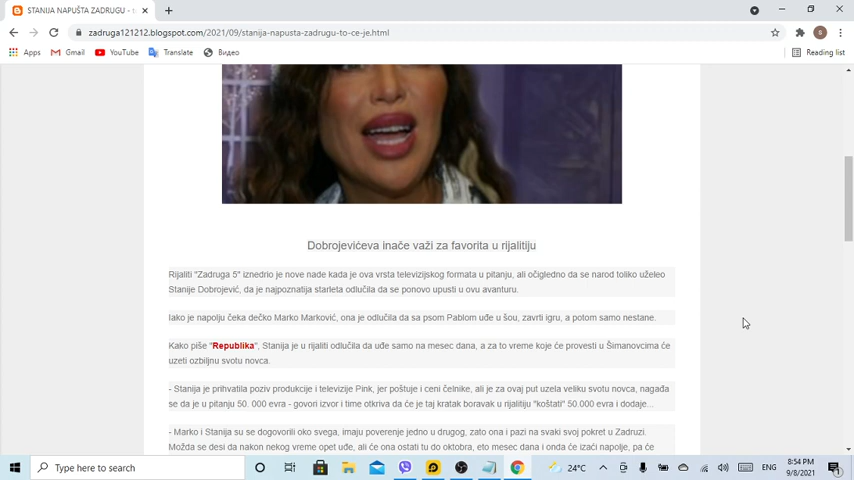 STANIJA NAPUŠTA ZADRUGU -
zadruga121212.blogspot.com/2021/09/stanija-napusta-zadrugu-to-ce-je.html
Apps Gmail YouTube Translate Видео Reading list
Dobrojevićeva inače važi za favorita u rijalitiju
Rijaliti "Zadruga 5" iznedrio je nove nade kada je ova vrsta televizijskog formata u pitanju, ali očigledno da se narod toliko uželeo
Stanije Dobrojević, da je najpoznatija starleta odlučila da se ponovo upusti u ovu avanturu.
Iako je napolju čeka dečko Marko Marković, ona je odlučila da sa psom Pablom uđe u šou, zavrti igru, a potom samo nestane.
Kako piše "Republika", Stanija je u rijaliti odlučila da uđe samo na mesec dana, a za to vreme koje će provesti u Šimanovcima će
uzeti ozbiljnu svotu novca.
- Stanija je prihvatila poziv produkcije i televizije Pink, jer poštuje i ceni čelnike, ali je za ovaj put uzela veliku svotu novca, nagađa
se da je u pitanju 50. 000 evra - govori izvor i time otkriva da će je taj kratak boravak u rijalitiju "koštati" 50.000 evra i dodaje...
- Marko i Stanija su se dogovorili oko svega, imaju poverenje jedno u drugog, zato ona i pazi na svaki svoj pokret u Zadruzi.
Možda se desi da nakon nekog vreme opet uđe, ali će ona ostati tu do oktobra, eto mesec dana i onda će izaći napolje, pa će
Type here to search
24°C ENG 8:54 PM
9/8/2021